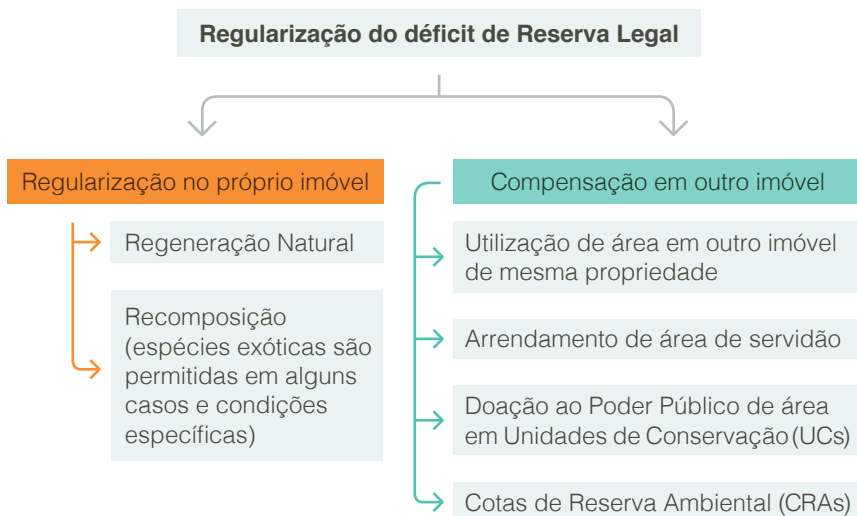 Regularização do déficit de Reserva Legal
Regularização no próprio imóvel
Regeneração Natural
Recomposição
(espécies exóticas são
permitidas em alguns
casos e condições
específicas)
Compensação em outro imóvel
Utilização de área em outro imóvel
de mesma propriedade
Arrendamento de área de servidão
Doação ao Poder Público de área
em Unidades de Conservação (UCs)
Cotas de Reserva Ambiental (CRAs)